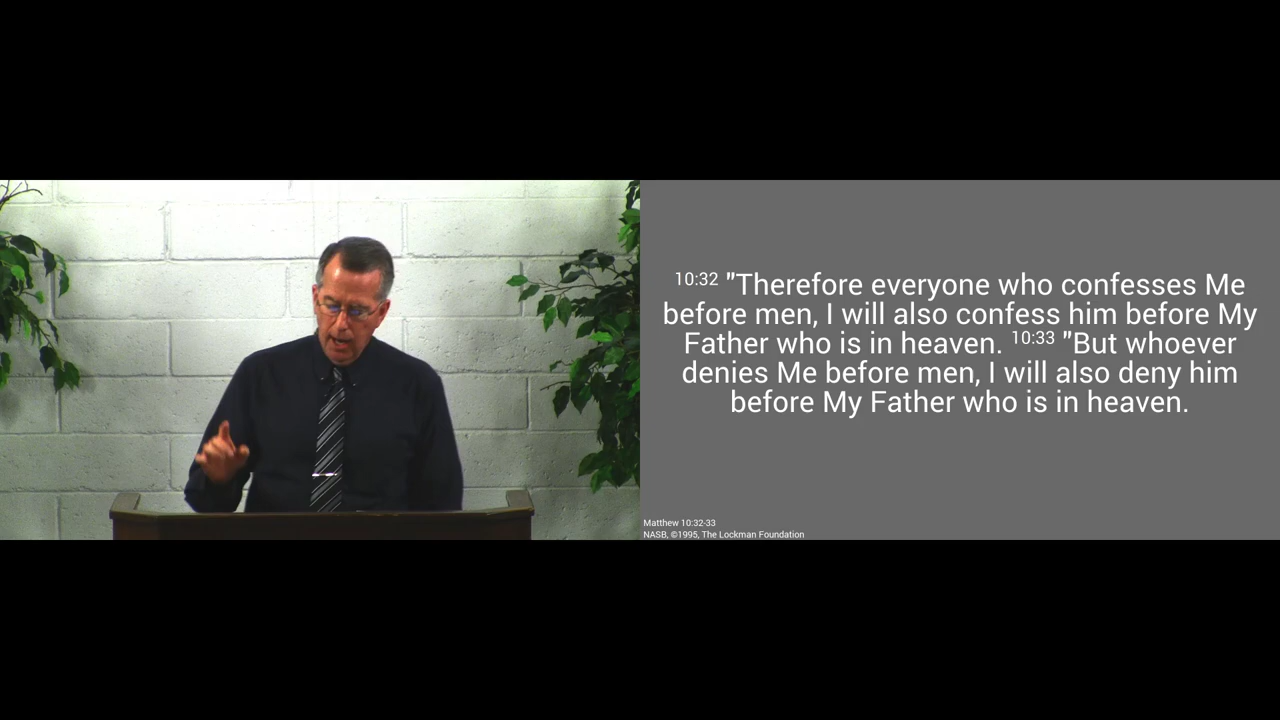 10:32 "Therefore everyone who confesses Me
before men, I will also confess him before My
Father who is in heaven. 10:33 "But whoever
denies Me before men, I will also deny him
before My Father who is in heaven.
Matthew 10:32-33
NASB, ©1995, The Lockman Foundation